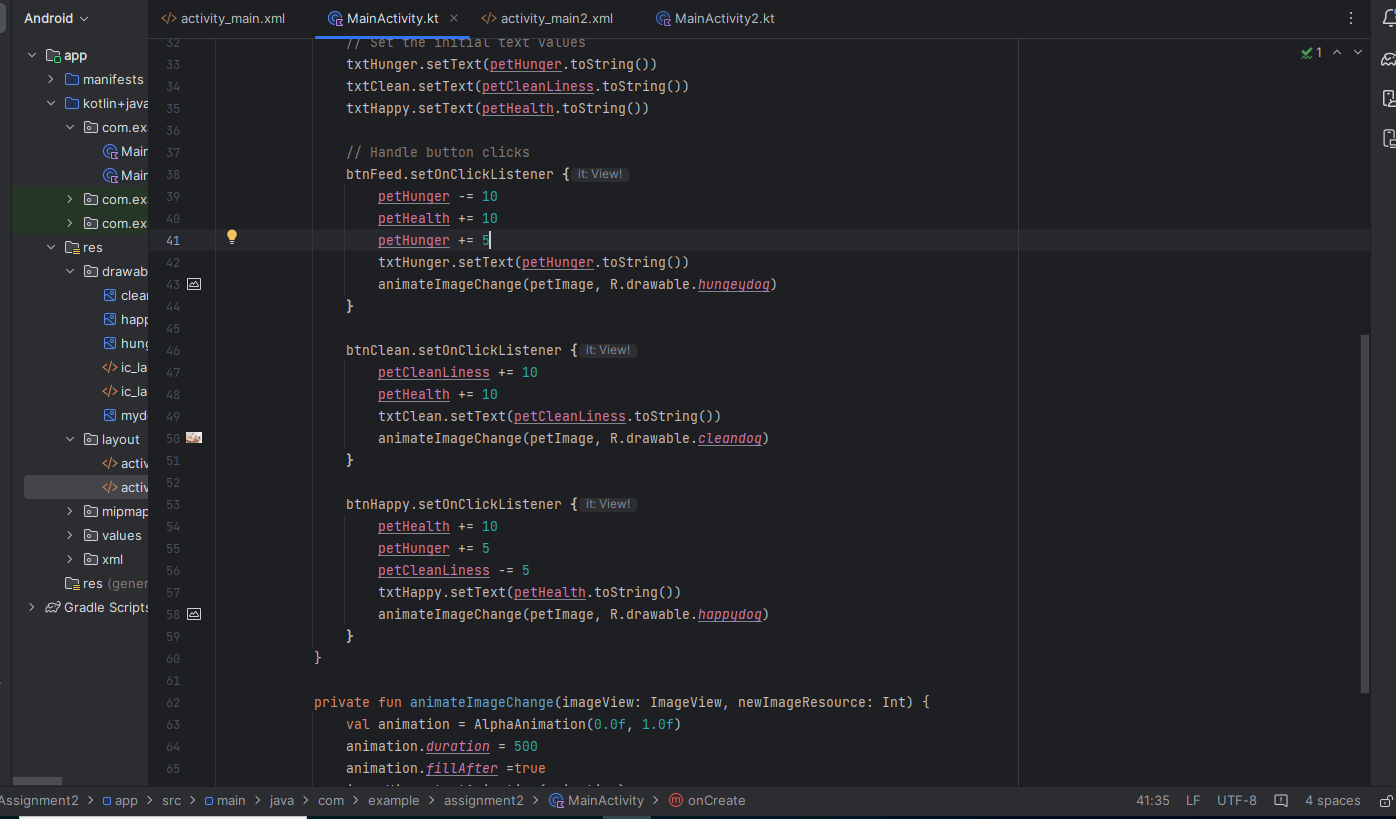 Android
activity_main.xml
MainActivity.kt
activity_main2.xml
MainActivity2.kt
app
manifests
kotlin+java
com.exa
Main
Main
com.exa
com.exa
res
drawab
clea
happ
hung
ic_la
ic_la
myd
layout
activ
activ
mipmap
values
xml
res (gener
Gradle Scripts
1
32 // Set the initial text values
33 txtHunger.setText(petHunger.toString())
34 txtClean.setText(petCleanLiness.toString())
35 txtHappy.setText(petHealth.toString())
36
37 // Handle button clicks
38 btnFeed.setOnClickListener { it: View!
39 petHunger -= 10
40 petHealth += 10
41 petHunger += 5
42 txtHunger.setText(petHunger.toString())
43 animateImageChange(petImage, R.drawable.hungeydog)
44 }
45
46 btnClean.setOnClickListener { it: View!
47 petCleanLiness += 10
48 petHealth += 10
49 txtClean.setText(petCleanLiness.toString())
50 animateImageChange(petImage, R.drawable.cleandog)
51 }
52
53 btnHappy.setOnClickListener { it: View!
54 petHealth += 10
55 petHunger += 5
56 petCleanLiness -= 5
57 txtHappy.setText(petHealth.toString())
58 animateImageChange(petImage, R.drawable.happydog)
59 }
60 }
61
62 private fun animateImageChange(imageView: ImageView, newImageResource: Int) {
63 val animation = AlphaAnimation(0.0f, 1.0f)
64 animation.duration = 500
65 animation.fillAfter =true
Assignment2 > app > src > main > java > com > example > assignment2 > MainActivity > onCreate
41:35 LF UTF-8 4 spaces